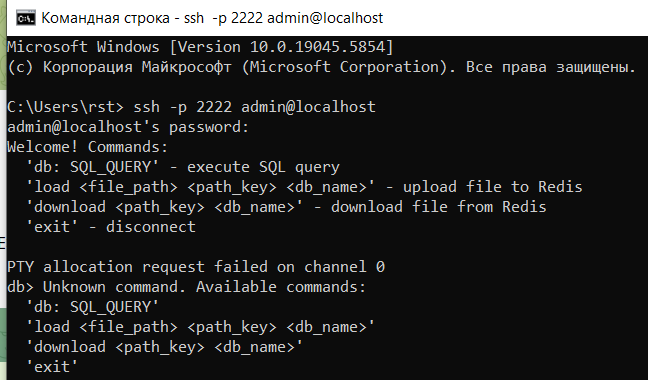 Командная строка - ssh -p 2222 admin@localhost
Microsoft Windows [Version 10.0.19045.5854]
(c) Корпорация Майкрософт (Microsoft Corporation). Все права защищены.
C:\Users\rst> ssh -p 2222 admin@localhost
admin@localhost's password:
Welcome! Commands:
'db: SQL_QUERY' - execute SQL query
'load <file_path> <path_key> <db_name>' - upload file to Redis
'download <path_key> <db_name>' - download file from Redis
'exit' - disconnect
PTY allocation request failed on channel 0
db> Unknown command. Available commands:
'db: SQL_QUERY'
'load <file_path> <path_key> <db_name>'
'download <path_key> <db_name>'
'exit'